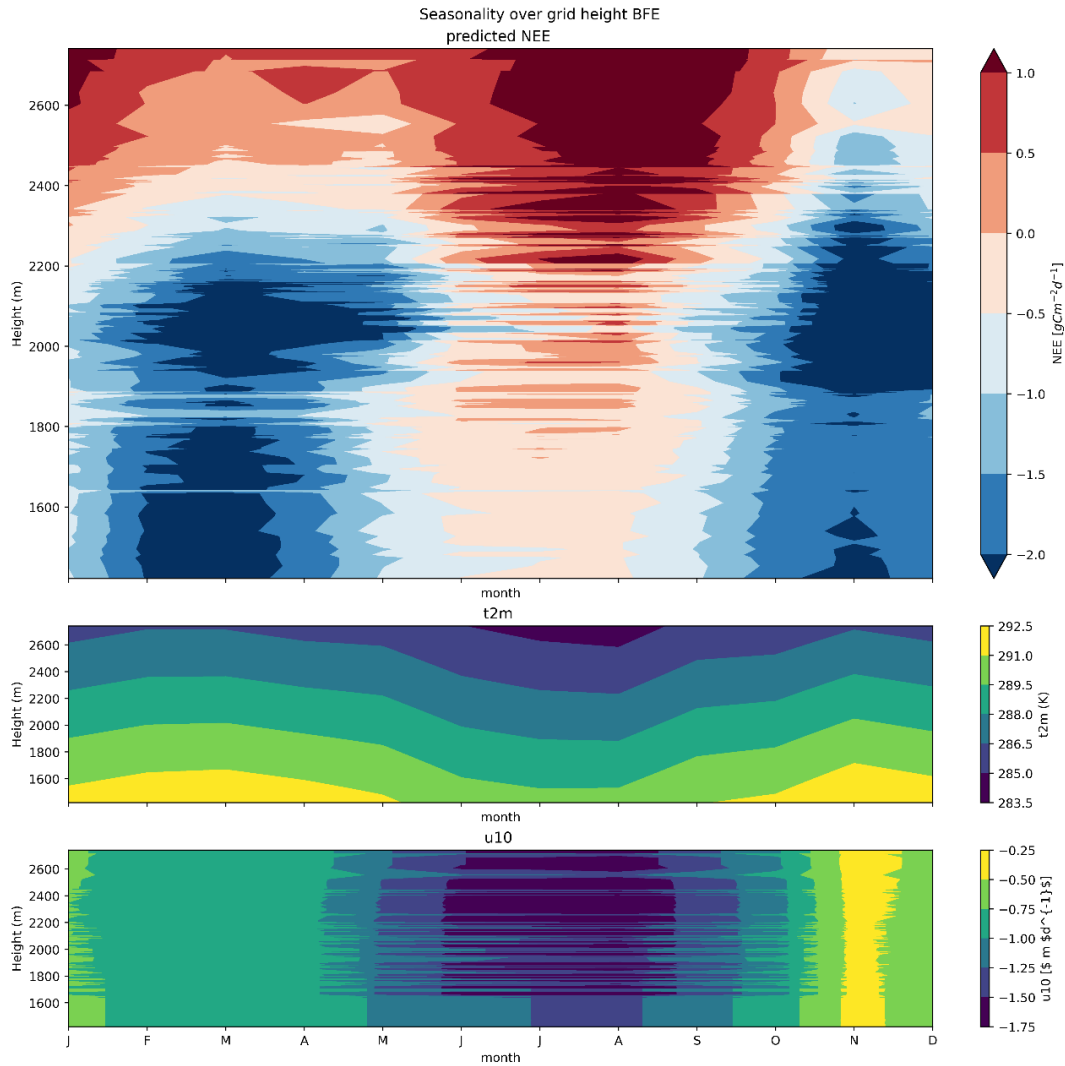 Seasonality over grid height BFE
predicted NEE
Height (m)
2600
2400
2200
2000
1800
1600
month
1.0
0.5
0.0
−0.5
−1.0
−1.5
−2.0
NEE [gCm⁻²d⁻¹]
t2m
Height (m)
2600
2400
2200
2000
1800
1600
month
292.5
291.0
289.5
288.0
286.5
285.0
283.5
t2m (K)
u10
Height (m)
2600
2400
2200
2000
1800
1600
J F M A M J J A S O N D
month
−0.25
−0.50
−0.75
−1.00
−1.25
−1.50
−1.75
u10 [$ m $d^{-1}$]